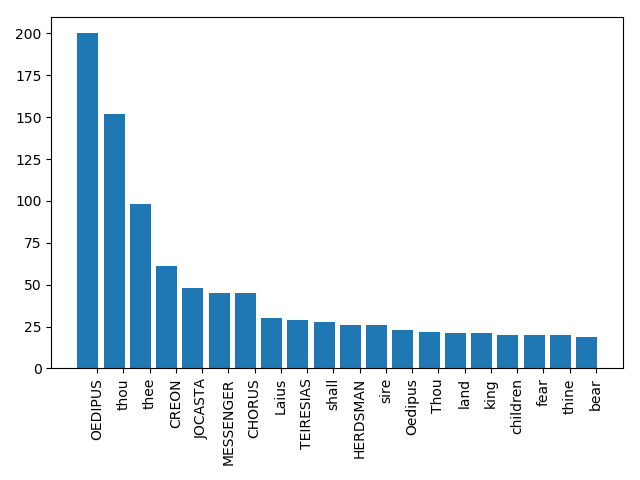 200
175
150
125
100
75
50
25
0
OEDIPUS
thou
thee
CREON
JOCASTA
MESSENGER
CHORUS
Laius
TEIRESIAS
shall
HERDSMAN
sire
Oedipus
Thou
land
king
children
fear
thine
bear